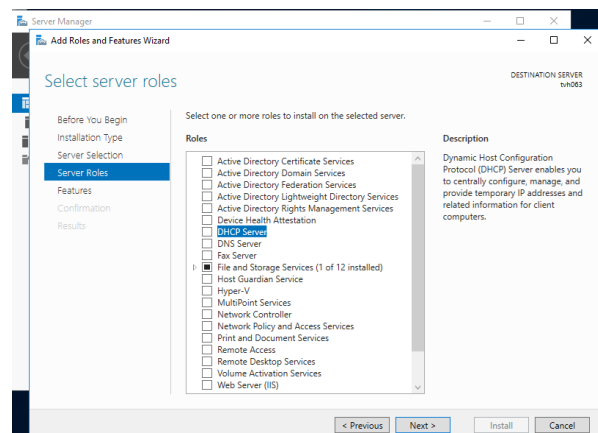 Server Manager
Add Roles and Features Wizard
Select server roles
DESTINATION SERVER
tvh063
Before You Begin
Installation Type
Server Selection
Server Roles
Features
Confirmation
Results
Select one or more roles to install on the selected server.
Roles
Active Directory Certificate Services
Active Directory Domain Services
Active Directory Federation Services
Active Directory Lightweight Directory Services
Active Directory Rights Management Services
Device Health Attestation
DHCP Server
DNS Server
Fax Server
File and Storage Services (1 of 12 installed)
Host Guardian Service
Hyper-V
MultiPoint Services
Network Controller
Network Policy and Access Services
Print and Document Services
Remote Access
Remote Desktop Services
Volume Activation Services
Web Server (IIS)
Description
Dynamic Host Configuration
Protocol (DHCP) Server enables you
to centrally configure, manage, and
provide temporary IP addresses and
related information for client
computers.
< Previous
Next >
Install
Cancel